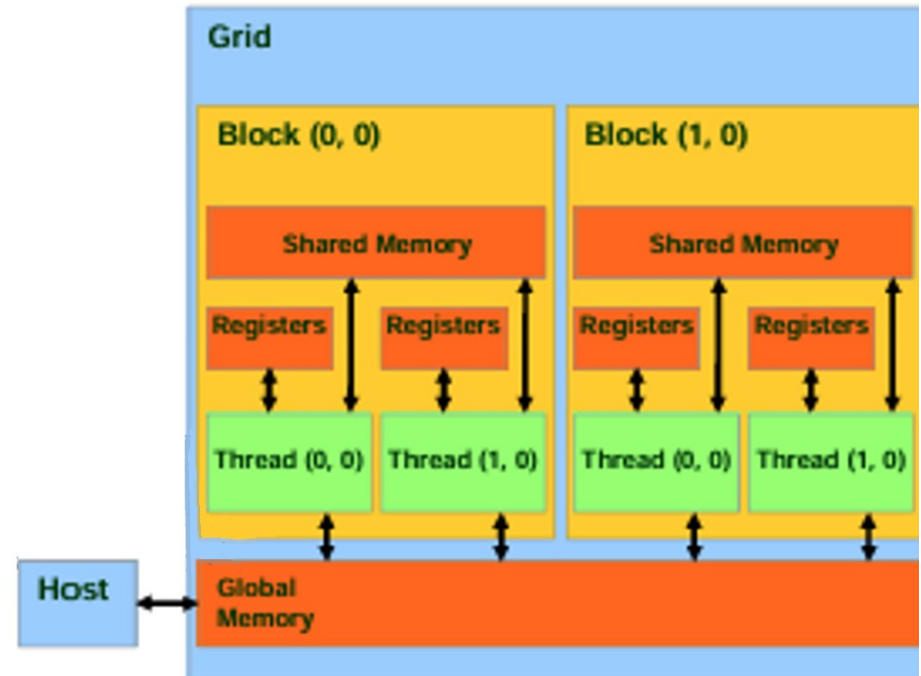 Grid
Block (0, 0)
Block (1, 0)
Shared Memory
Shared Memory
Registers
Registers
Registers
Registers
Thread (0, 0)
Thread (1, 0)
Thread (0, 0)
Thread (1, 0)
Host
Global
Memory